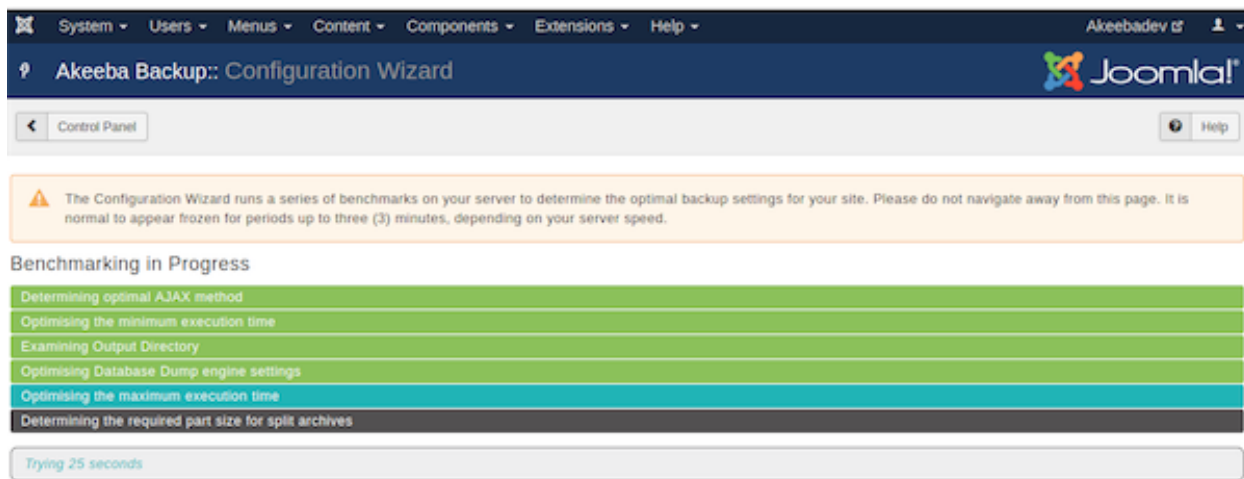 System Users Menus Content Components Extensions Help Akeebadev
Akeeba Backup:: Configuration Wizard Joomla!®
Control Panel Help
The Configuration Wizard runs a series of benchmarks on your server to determine the optimal backup settings for your site. Please do not navigate away from this page. It is
normal to appear frozen for periods up to three (3) minutes, depending on your server speed.
Benchmarking in Progress
Determining optimal AJAX method
Optimising the minimum execution time
Examining Output Directory
Optimising Database Dump engine settings
Optimising the maximum execution time
Determining the required part size for split archives
Trying 25 seconds